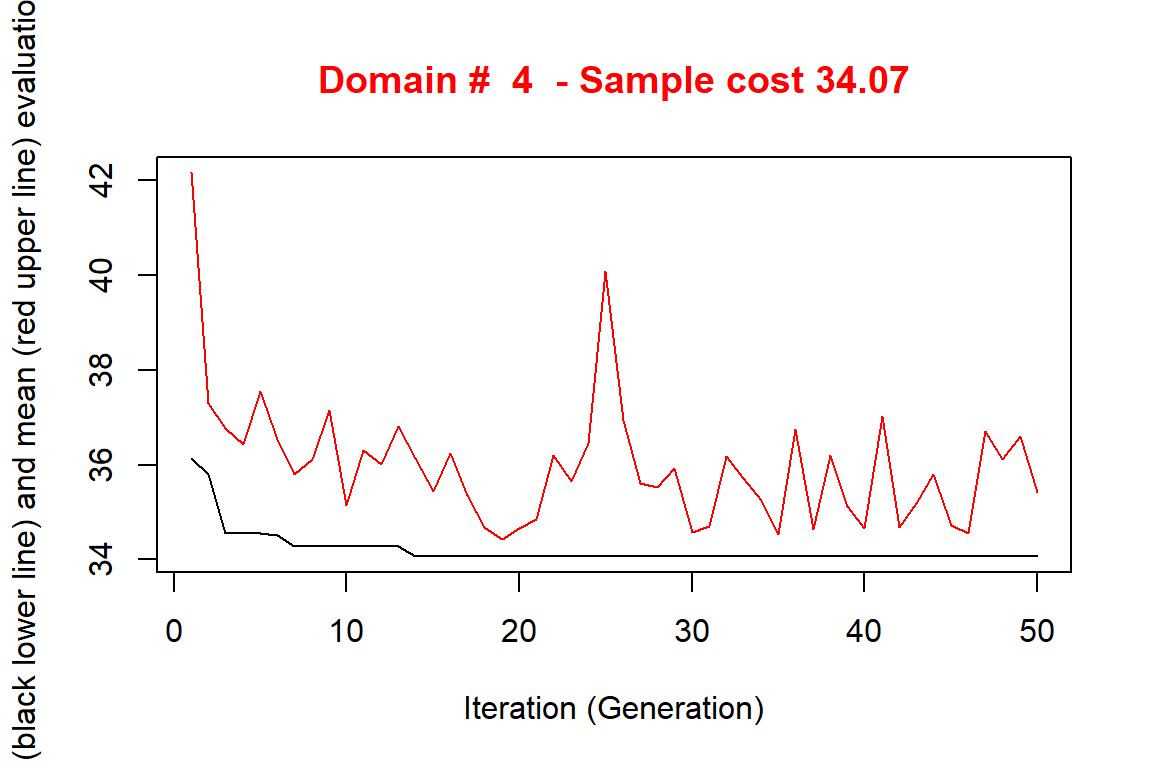 Domain #  4  - Sample cost 34.07
(black lower line) and mean (red upper line) evaluatio
42
40
38
36
34
0 10 20 30 40 50
Iteration (Generation)